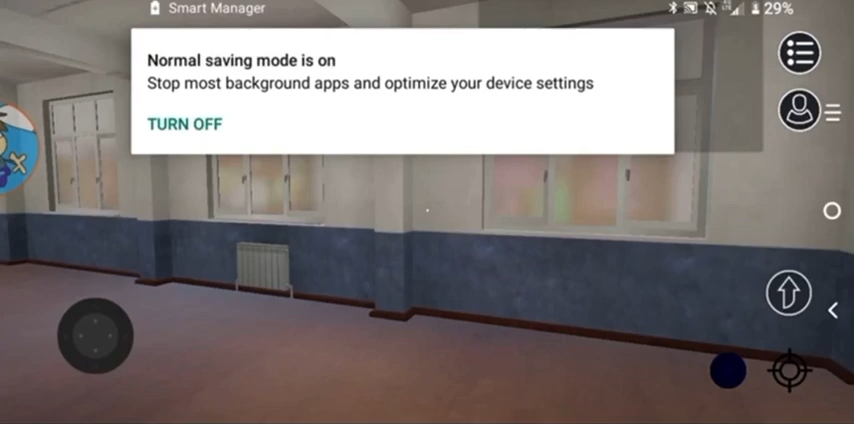 Smart Manager
29%
Normal saving mode is on
Stop most background apps and optimize your device settings
TURN OFF